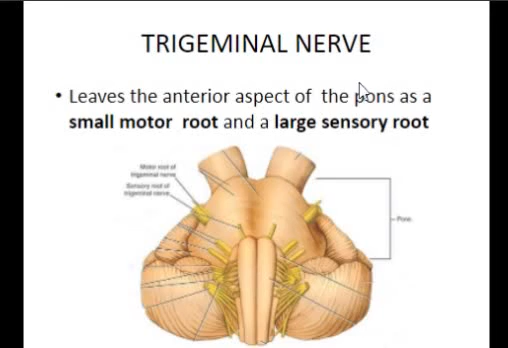 TRIGEMINAL NERVE
• Leaves the anterior aspect of the pons as a
small motor root and a large sensory root
Motor root of
trigeminal nerve
Sensory root of
trigeminal nerve
Pons